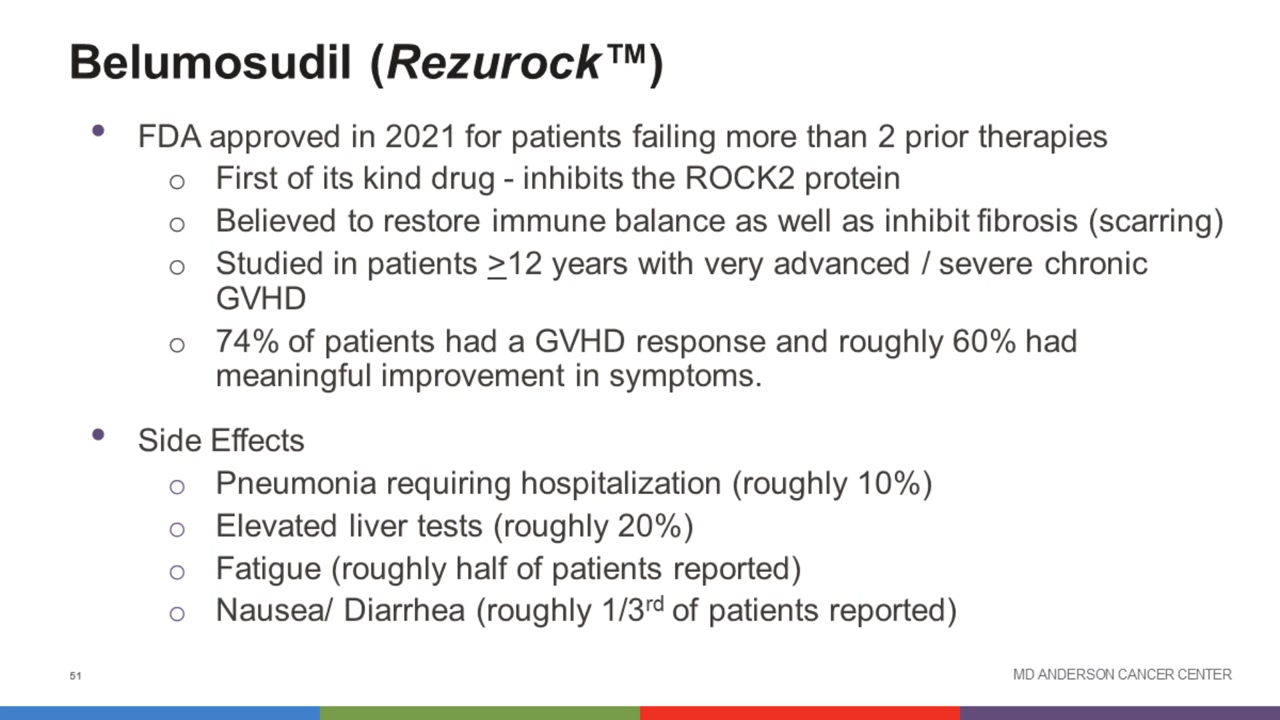 Belumosudil (Rezurock™)
• FDA approved in 2021 for patients failing more than 2 prior therapies
o First of its kind drug - inhibits the ROCK2 protein
o Believed to restore immune balance as well as inhibit fibrosis (scarring)
o Studied in patients >12 years with very advanced / severe chronic
GVHD
o 74% of patients had a GVHD response and roughly 60% had
meaningful improvement in symptoms.
• Side Effects
o Pneumonia requiring hospitalization (roughly 10%)
o Elevated liver tests (roughly 20%)
o Fatigue (roughly half of patients reported)
o Nausea/ Diarrhea (roughly 1/3rd of patients reported)
51
MD ANDERSON CANCER CENTER